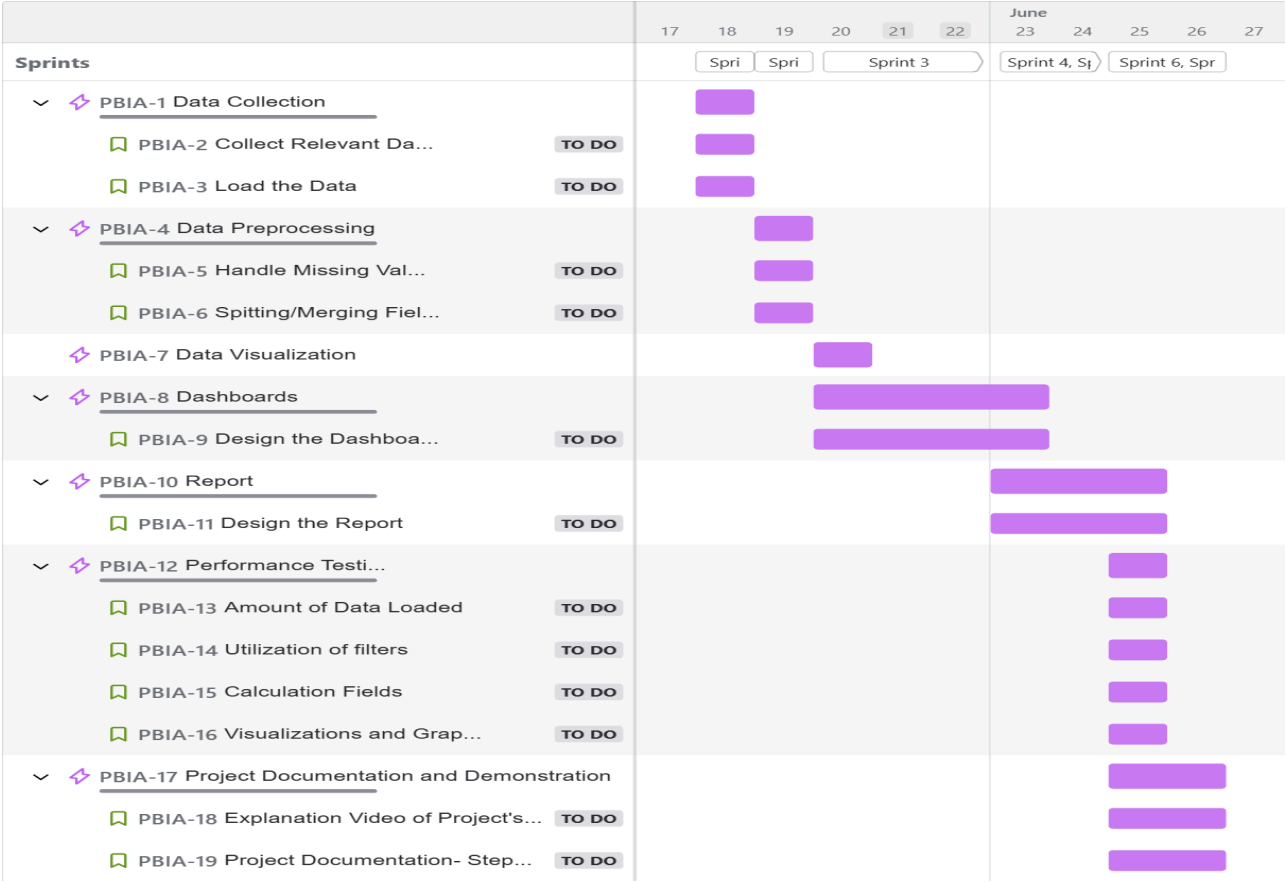 June
17 18 19 20 21 22 23 24 25 26 27
Sprints Spri Spri Sprint 3 Sprint 4, Sp Sprint 6, Spr
PBIA-1 Data Collection
PBIA-2 Collect Relevant Da... TO DO
PBIA-3 Load the Data TO DO
PBIA-4 Data Preprocessing
PBIA-5 Handle Missing Val... TO DO
PBIA-6 Spitting/Merging Fiel... TO DO
PBIA-7 Data Visualization
PBIA-8 Dashboards
PBIA-9 Design the Dashboa... TO DO
PBIA-10 Report
PBIA-11 Design the Report TO DO
PBIA-12 Performance Testi...
PBIA-13 Amount of Data Loaded TO DO
PBIA-14 Utilization of filters TO DO
PBIA-15 Calculation Fields TO DO
PBIA-16 Visualizations and Grap... TO DO
PBIA-17 Project Documentation and Demonstration
PBIA-18 Explanation Video of Project's... TO DO
PBIA-19 Project Documentation- Step... TO DO